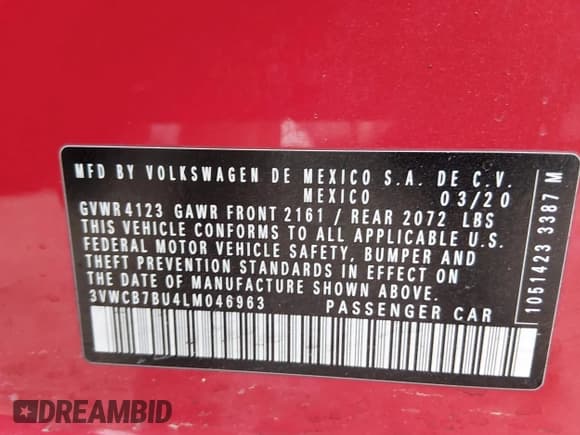 MFD BY VOLKSWAGEN DE MEXICO S.A. DE C.V.
MEXICO 03/20
GVWR 4123 GAWR FRONT 2161 / REAR 2072 LBS
THIS VEHICLE CONFORMS TO ALL APPLICABLE U.S.
FEDERAL MOTOR VEHICLE SAFETY, BUMPER AND
THEFT PREVENTION STANDARDS IN EFFECT ON
THE DATE OF MANUFACTURE SHOWN ABOVE.
3VWCB7BU4LM046963 PASSENGER CAR
1051423 3387 M
DREAMBID